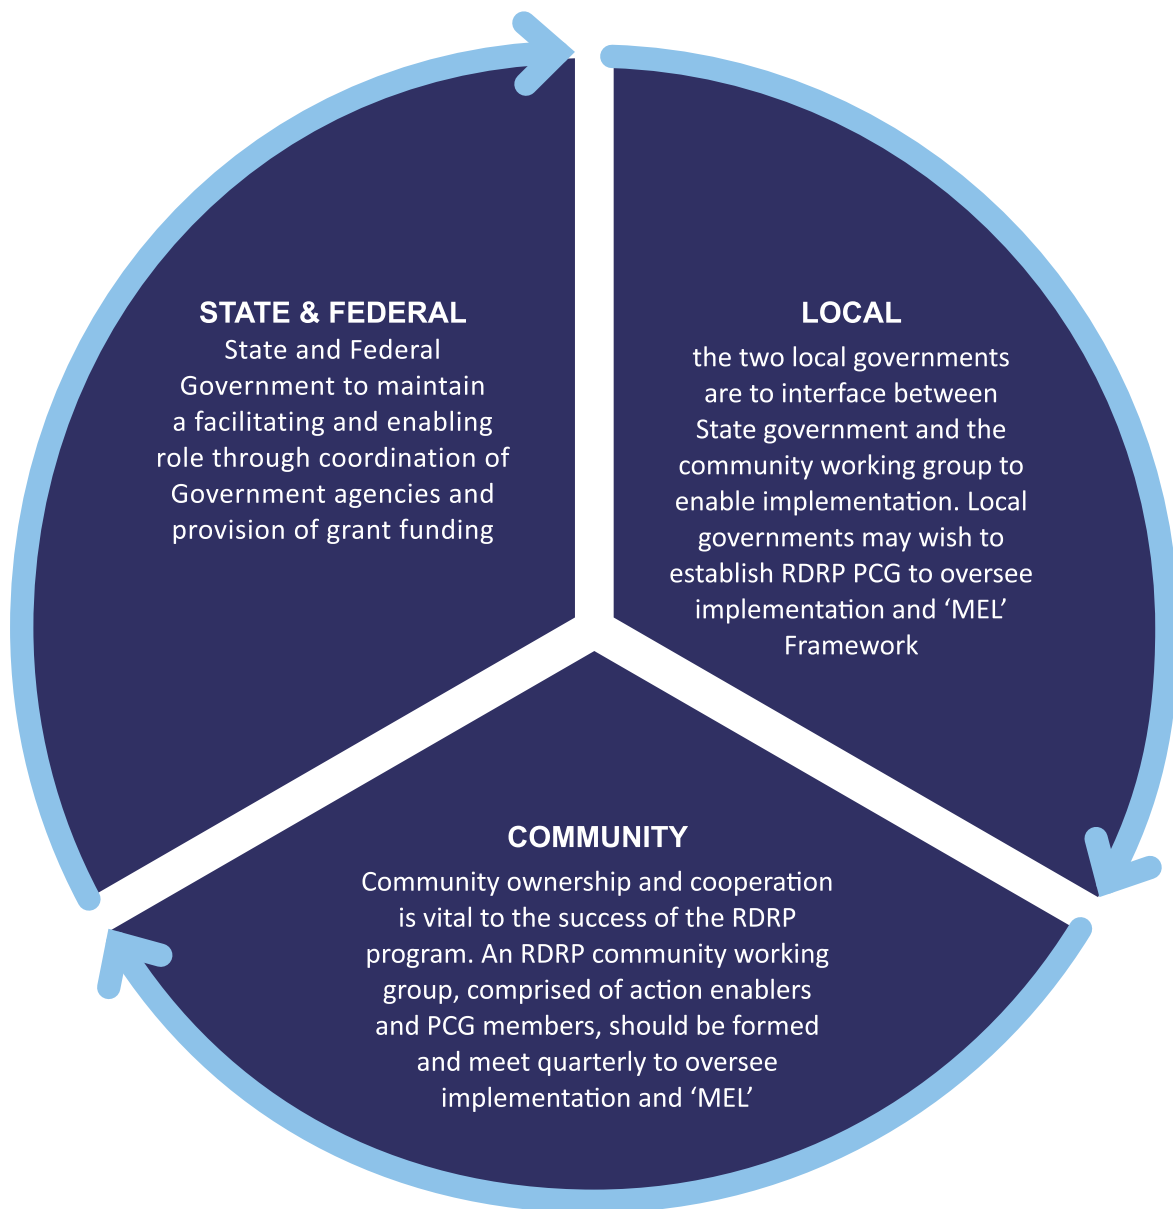 STATE & FEDERAL
State and Federal
Government to maintain
a facilitating and enabling
role through coordination of
Government agencies and
provision of grant funding
LOCAL
the two local governments
are to interface between
State government and the
community working group to
enable implementation. Local
governments may wish to
establish RDRP PCG to oversee
implementation and ‘MEL’
Framework
COMMUNITY
Community ownership and cooperation
is vital to the success of the RDRP
program. An RDRP community working
group, comprised of action enablers
and PCG members, should be formed
and meet quarterly to oversee
implementation and ‘MEL’